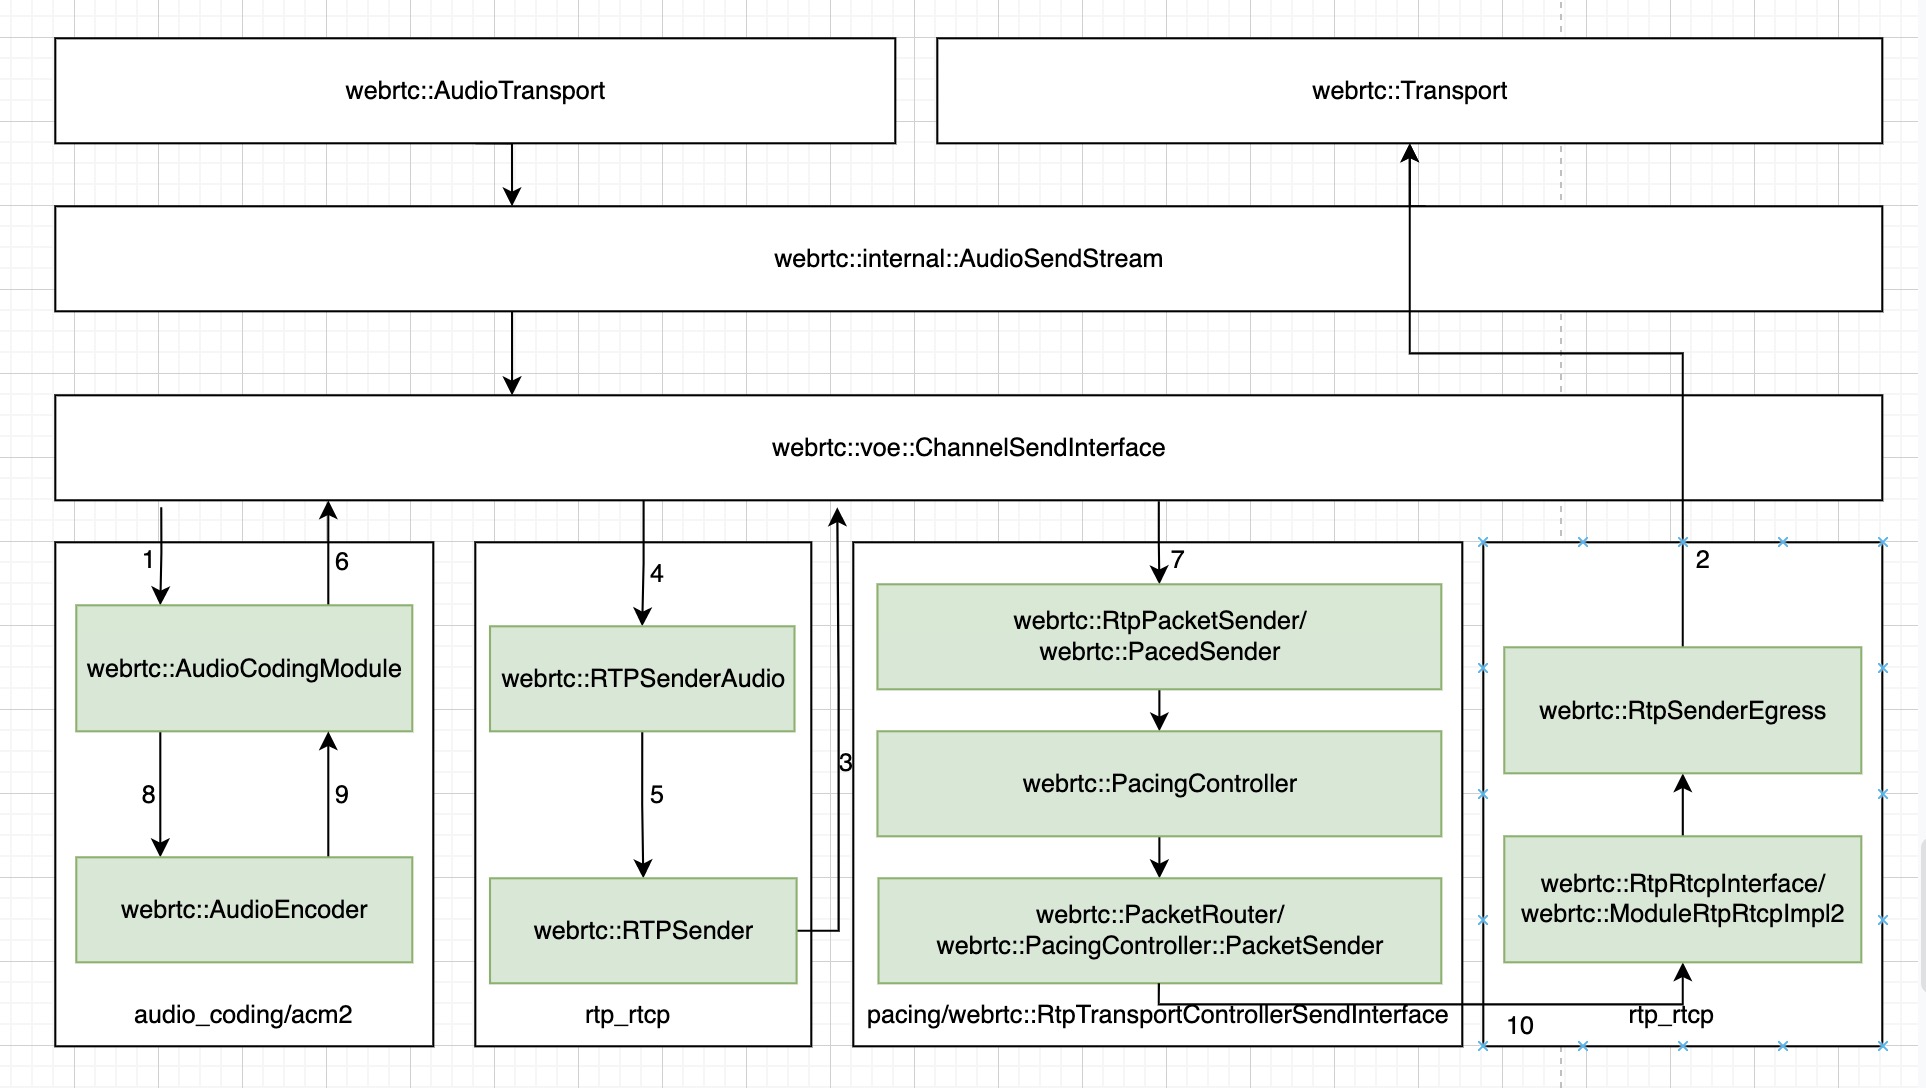 webrtc::AudioTransport
webrtc::Transport
webrtc::internal::AudioSendStream
webrtc::voe::ChannelSendInterface
1
6
4
7
2
webrtc::AudioCodingModule
webrtc::RTPSenderAudio
webrtc::RtpPacketSender/
webrtc::PacedSender
webrtc::RtpSenderEgress
8
9
5
3
webrtc::PacingController
webrtc::AudioEncoder
webrtc::RTPSender
webrtc::PacketRouter/
webrtc::PacingController::PacketSender
webrtc::RtpRtcpInterface/
webrtc::ModuleRtpRtcpImpl2
audio_coding/acm2
rtp_rtcp
pacing/webrtc::RtpTransportControllerSendInterface
10
rtp_rtcp